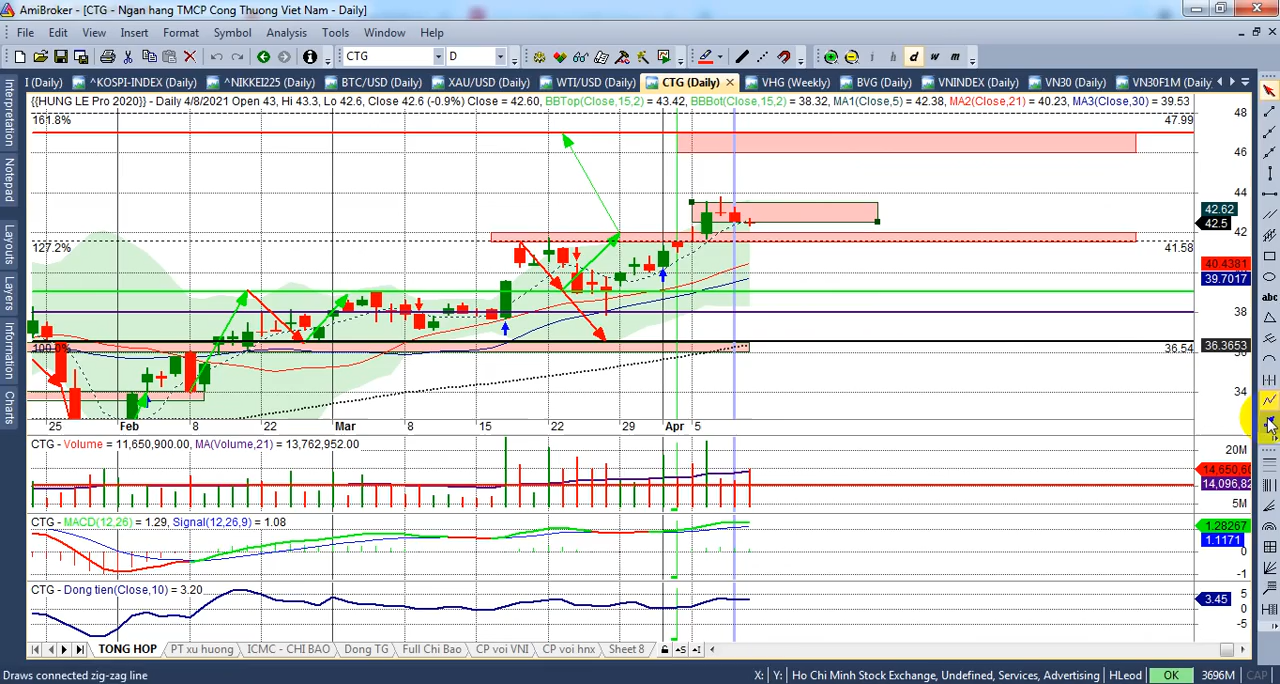 AmiBroker - [CTG - Ngan hang TMCP Cong Thuong Viet Nam - Daily]
File Edit View Insert Format Symbol Analysis Tools Window Help
CTG D i h d w m
I (Daily) ^KOSPI-INDEX (Daily) ^NIKKEI225 (Daily) BTC/USD (Daily) XAU/USD (Daily) WTI/USD (Daily) CTG (Daily) VHG (Weekly) BVG (Daily) VNINDEX (Daily) VN30 (Daily) VN30F1M (Daily)
{{HUNG LE Pro 2020}} - Daily 4/8/2021 Open 43, Hi 43.3, Lo 42.6, Close 42.6 (-0.9%) Close = 42.60, BBTop(Close,15,2) = 43.42, BBBot(Close,15,2) = 38.32, MA1(Close,5) = 42.38, MA2(Close,21) = 40.23, MA3(Close,30) = 39.53
Interpretation
Notepad
Layouts
Layers
Information
Charts
161.8%
47.99
127.2%
41.58
100.0%
36.54
48
46
44
42.62
42.5
42
40.4381
39.7017
38
36.3653
36
34
abc
25 Feb 8 22 Mar 8 15 22 29 Apr 5
CTG - Volume = 11,650,900.00, MA(Volume,21) = 13,762,952.00
20M
14,650,60
14,096,82
5M
CTG - MACD(12,26) = 1.29, Signal(12,26,9) = 1.08
1.28267
1.1171
0
-1
CTG - Dong tien(Close,10) = 3.20
5
3.45
0
-5
TONG HOP PT xu huong ICMC - CHI BAO Dong TG Full Chi Bao CP voi VNI CP voi hnx Sheet 8
Draws connected zig-zag line X: Y: Ho Chi Minh Stock Exchange, Undefined, Services, Advertising HLeod OK 3696M CAP